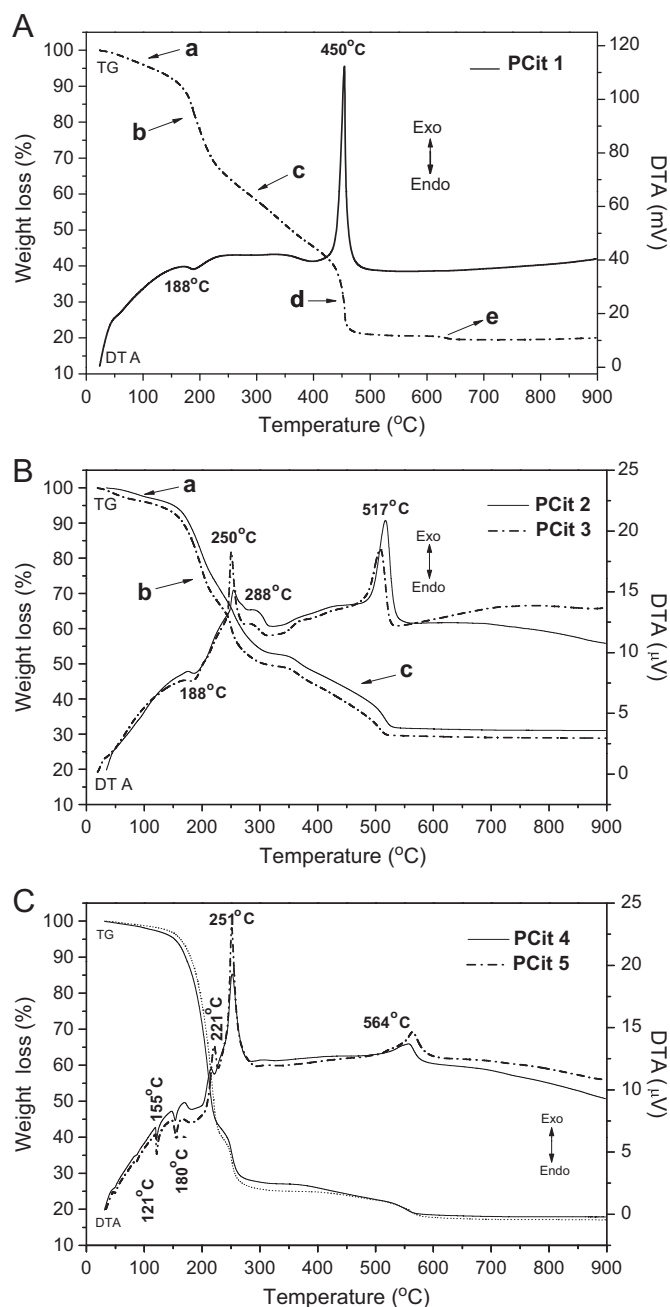 A
Weight loss (%)
100
90
80
70
60
50
40
30
20
10
TG
a
b
c
d
e
450°C
PCit 1
Exo
Endo
188°C
DTA
120
100
80
60
40
20
0
DTA (mV)
0 100 200 300 400 500 600 700 800 900
Temperature (°C)
B
Weight loss (%)
100
90
80
70
60
50
40
30
20
10
TG
a
b
c
250°C
288°C
517°C
PCit 2
PCit 3
Exo
Endo
188°C
DTA
25
20
15
10
5
0
DTA (µV)
0 100 200 300 400 500 600 700 800 900
Temperature (°C)
C
Weight loss (%)
100
90
80
70
60
50
40
30
20
10
TG
251°C
PCit 4
PCit 5
221°C
564°C
155°C
180°C
121°C
Exo
Endo
DTA
25
20
15
10
5
0
DTA (µV)
0 100 200 300 400 500 600 700 800 900
Temperature (°C)